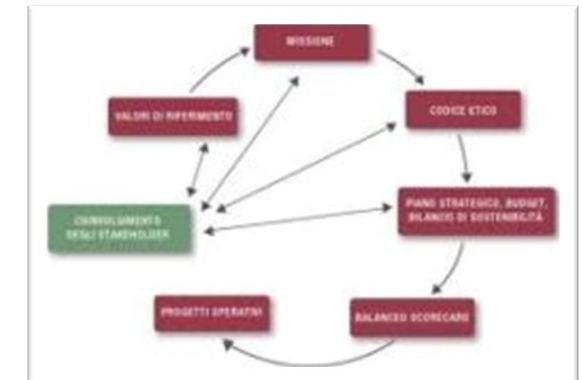 MISSIONE
VALORI DI RIFERIMENTO
CODICE ETICO
PIANO STRATEGICO, BUDGET,
BILANCIO DI SOSTENIBILITÀ
COINVOLGIMENTO
DEGLI STAKEHOLDER
PROGETTI OPERATIVI
BALANCED SCORECARD